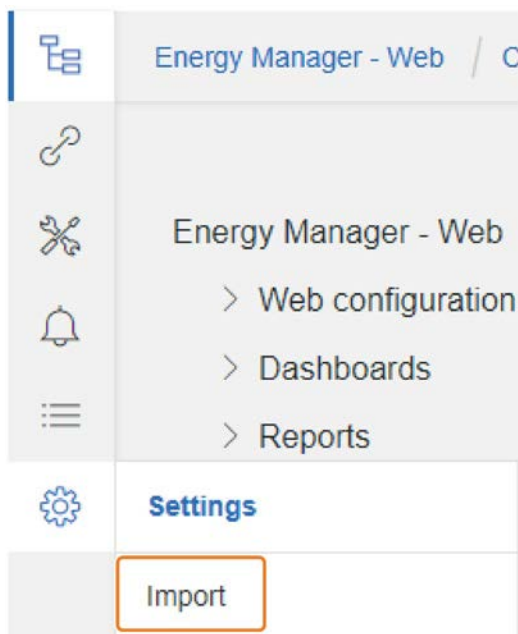 Energy Manager - Web / C
Energy Manager - Web
> Web configuration
> Dashboards
> Reports
Settings
Import